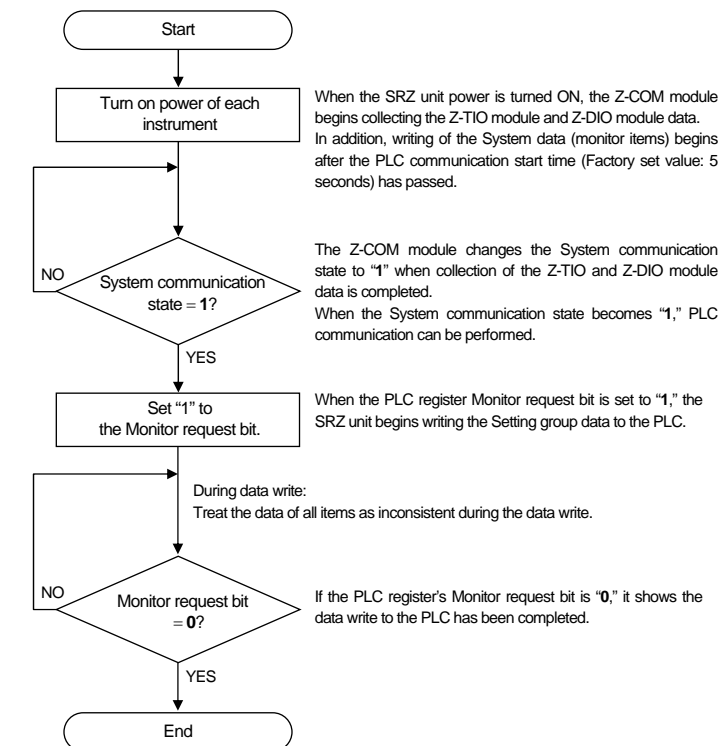 Start
Turn on power of each
instrument
When the SRZ unit power is turned ON, the Z-COM module
begins collecting the Z-TIO module and Z-DIO module data.
In addition, writing of the System data (monitor items) begins
after the PLC communication start time (Factory set value: 5
seconds) has passed.
NO
System communication
state = 1?
YES
The Z-COM module changes the System communication
state to “1” when collection of the Z-TIO and Z-DIO module
data is completed.
When the System communication state becomes “1,” PLC
communication can be performed.
Set “1” to
the Monitor request bit.
When the PLC register Monitor request bit is set to “1,” the
SRZ unit begins writing the Setting group data to the PLC.
During data write:
Treat the data of all items as inconsistent during the data write.
NO
Monitor request bit
= 0?
YES
If the PLC register’s Monitor request bit is “0,” it shows the
data write to the PLC has been completed.
End